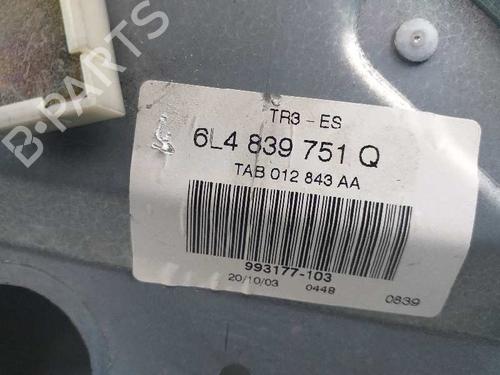 B-PARTS
TR3 - ES
6L4 839 751 Q
TAB 012 843 AA
993177-103
20/10/03 0448 0839